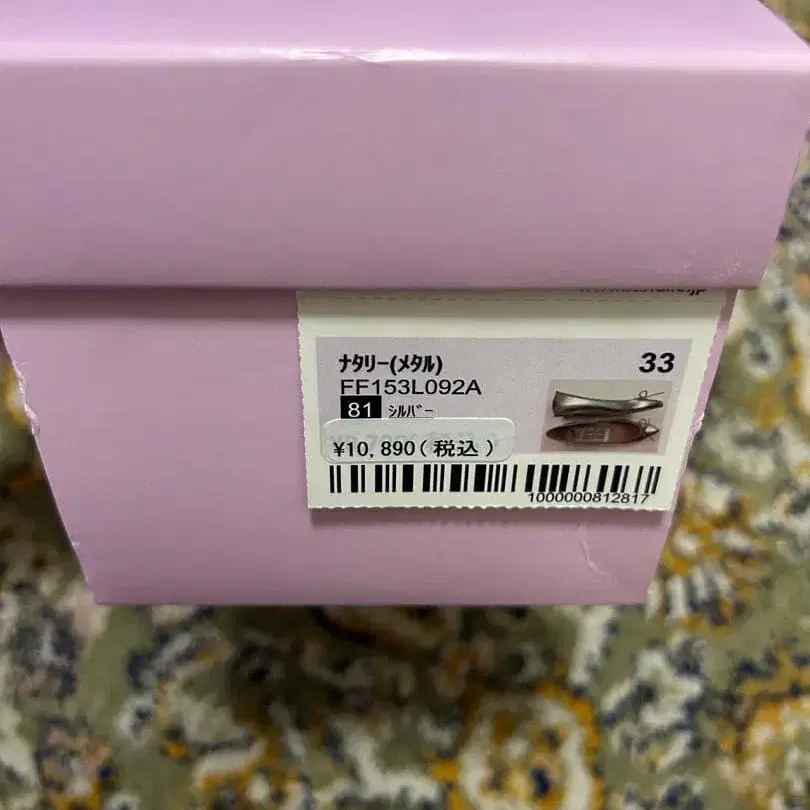 ナタリー(メタル)
33
FF153L092A
81 シルバー
¥10,890(税込)
1000000812817